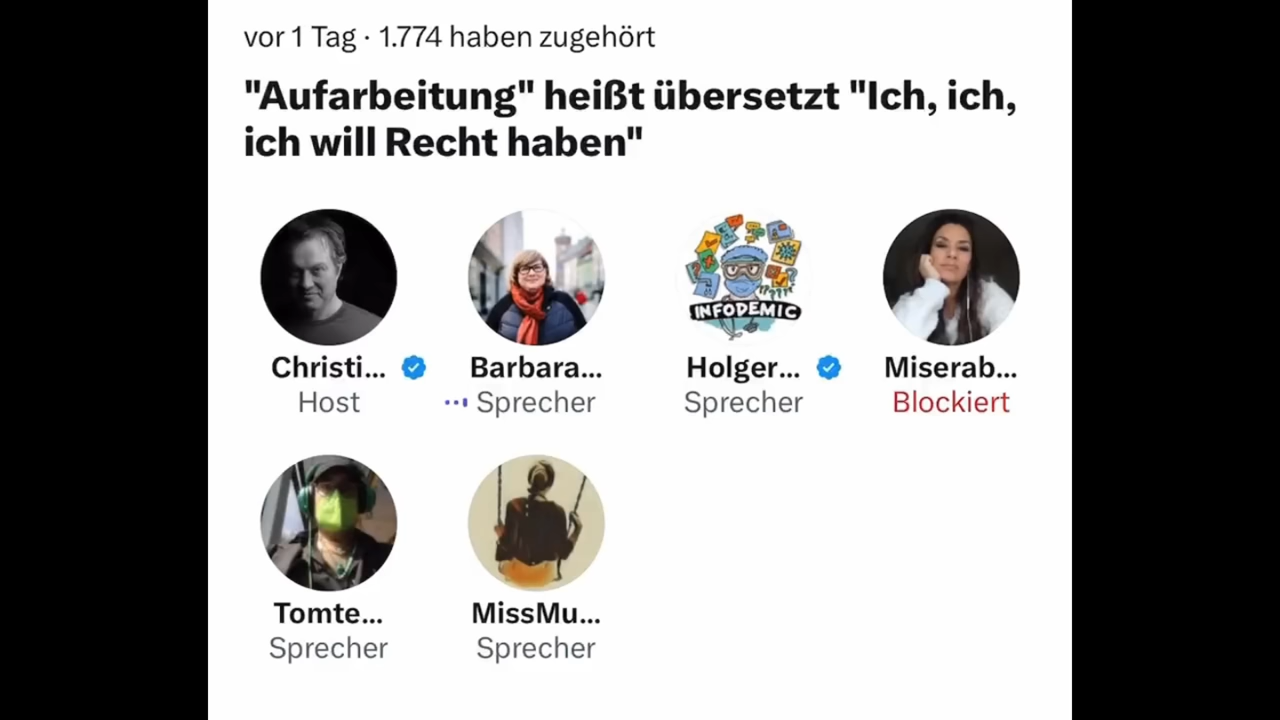 vor 1 Tag · 1.774 haben zugehört
"Aufarbeitung" heißt übersetzt "Ich, ich,
ich will Recht haben"
INFODEMIC
Christi... Barbara... Holger... Miserab...
Host Sprecher Sprecher Blockiert
Tomte... MissMu...
Sprecher Sprecher